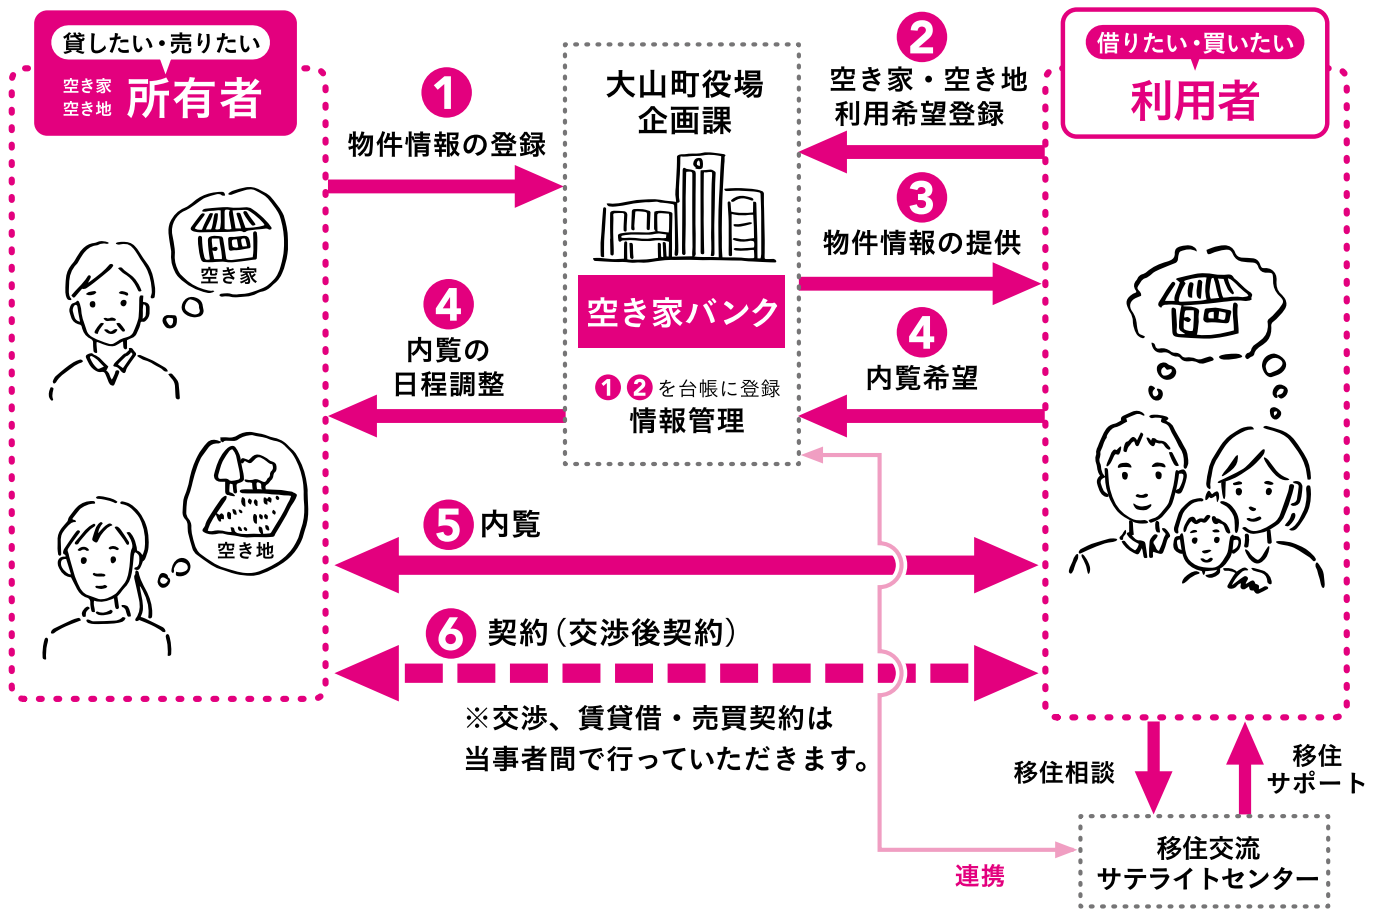 貸したい・売りたい
空き家
空き地
所有者
空き家
空き地
1
物件情報の登録
大山町役場
企画課
空き家バンク
1 2 を台帳に登録
情報管理
2
空き家・空き地
利用希望登録
借りたい・買いたい
利用者
3
物件情報の提供
4
内覧の
日程調整
4
内覧希望
5 内覧
6 契約（交渉後契約）
※交渉、賃貸借・売買契約は
当事者間で行っていただきます。
移住相談
移住
サポート
連携
移住交流
サテライトセンター